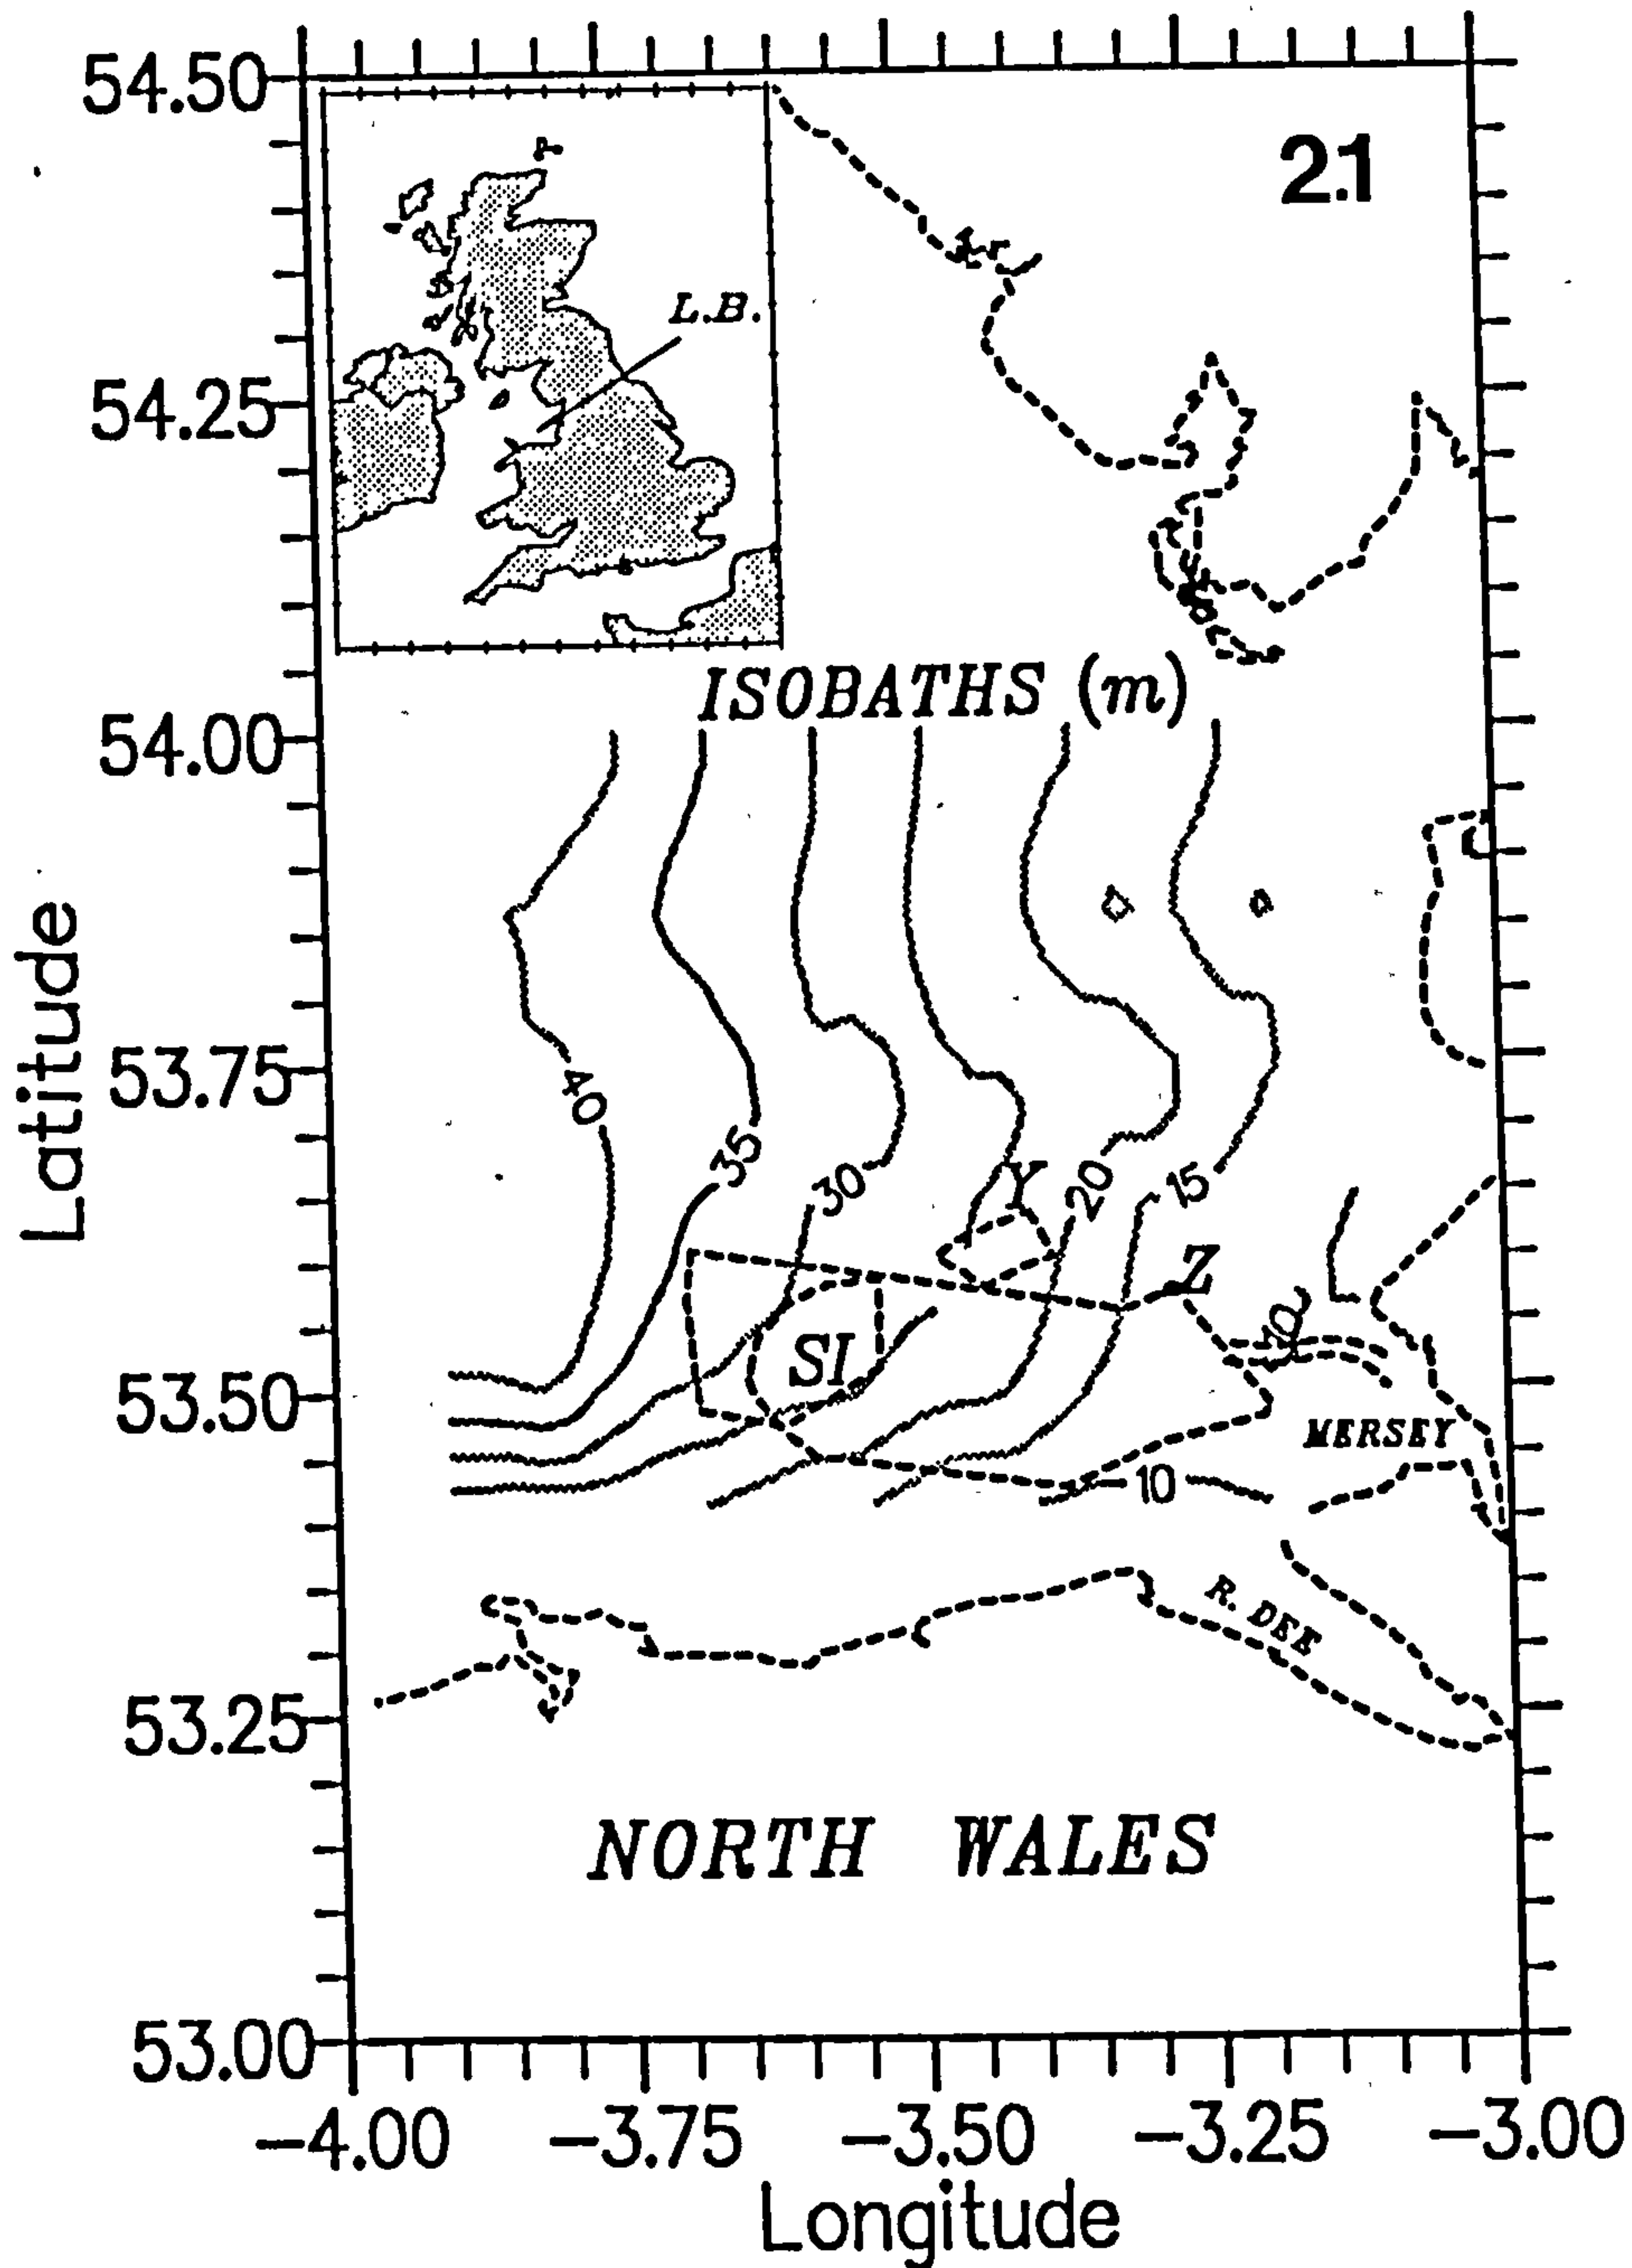 54.50
2.1
L.B.
54.25
ISOBATHS (m)
54.00
Latitude
53.75
40
35
30
Y
20
15
Z
10
SI
53.50
MERSEY
10
R. DEE
53.25
NORTH WALES
53.00
-4.00 -3.75 -3.50 -3.25 -3.00
Longitude